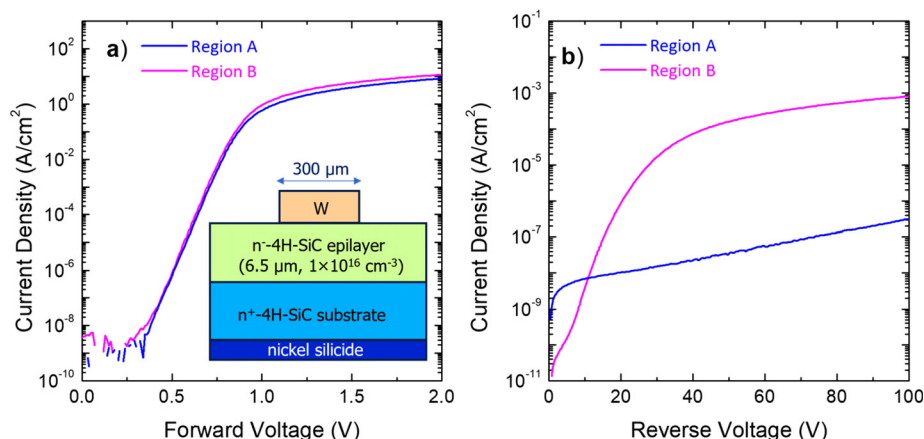 a)
Region A
Region B
10²
10⁰
10⁻²
10⁻⁴
10⁻⁶
10⁻⁸
10⁻¹⁰
Current Density (A/cm²)
300 µm
W
n⁻-4H-SiC epilayer
(6.5 µm, 1×10¹⁶ cm⁻³)
n⁺-4H-SiC substrate
nickel silicide
0.0 0.5 1.0 1.5 2.0
Forward Voltage (V)
b)
Region A
Region B
10⁻¹
10⁻³
10⁻⁵
10⁻⁷
10⁻⁹
10⁻¹¹
Current Density (A/cm²)
0 20 40 60 80 100
Reverse Voltage (V)